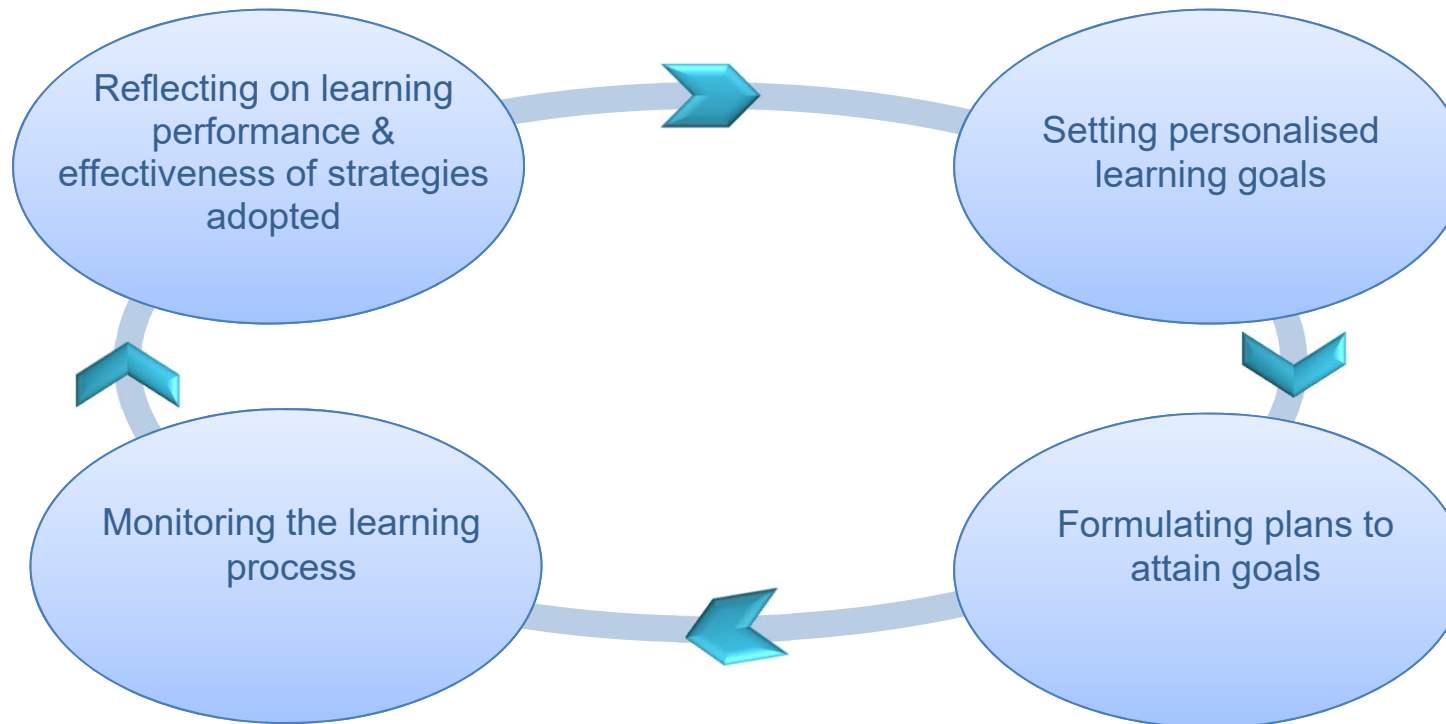 Reflecting on learning
performance &
effectiveness of strategies
adopted
Setting personalised
learning goals
Monitoring the learning
process
Formulating plans to
attain goals